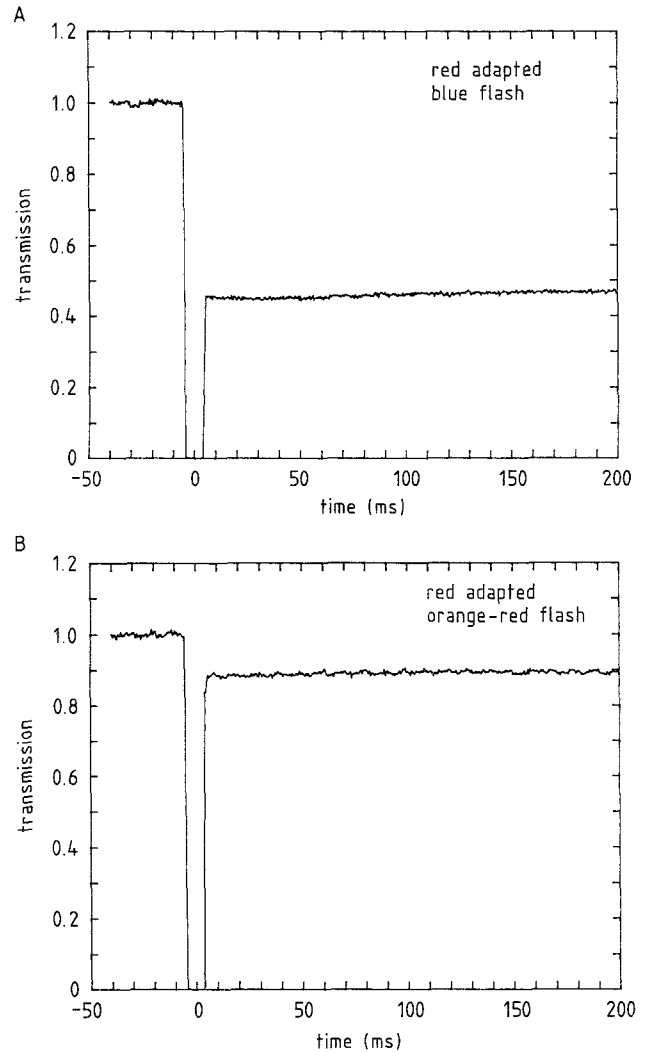 A
1.2
red adapted
blue flash
1.0
0.8
transmission
0.6
0.4
0.2
0
-50 0 50 100 150 200
time (ms)
B
1.2
red adapted
orange-red flash
1.0
0.8
transmission
0.6
0.4
0.2
0
-50 0 50 100 150 200
time (ms)